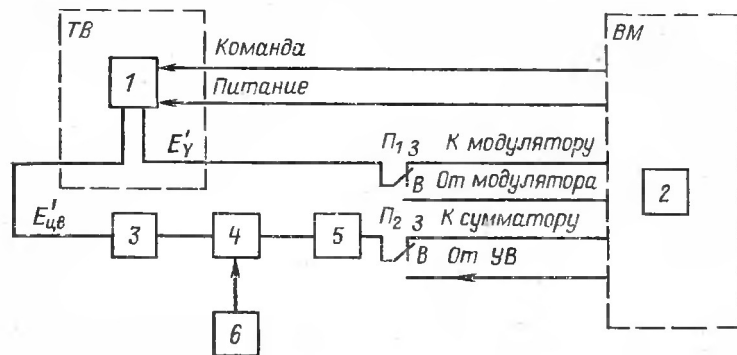 ТВ
ВМ
Команда
1
Питание
E'Y
П1 З К модулятору
В От модулятора
2
E'цв
П2 З К сумматору
3
4
5
В От УВ
6